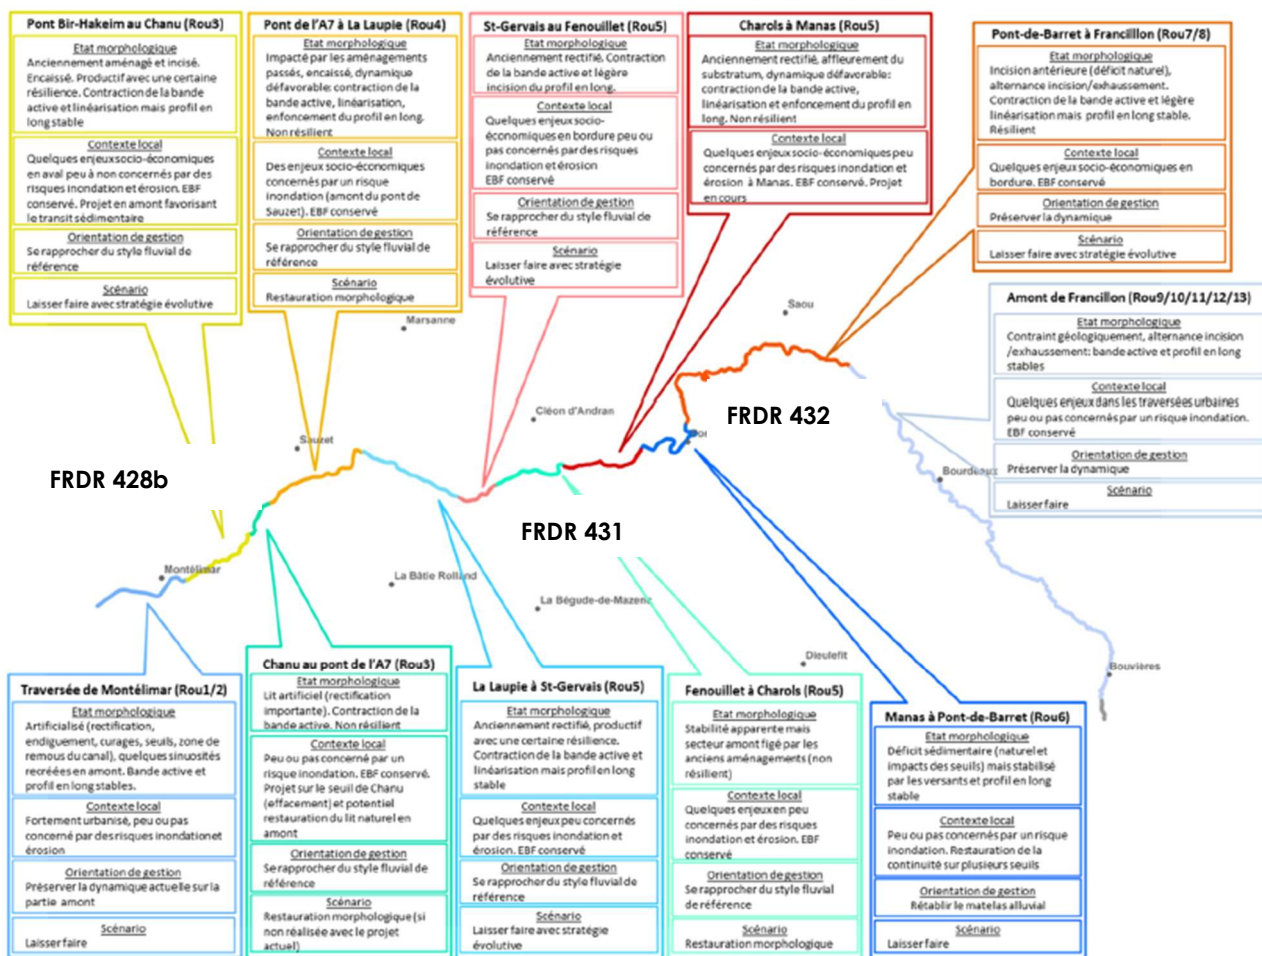 Pont Bir-Hakeim au Chanu (Rou3)
Etat morphologique
Anciennement aménagé et incisé.
Encaissé. Productif avec une certaine
résilience. Contraction de la bande
active et linéarisation mais profil en
long stable
Contexte local
Quelques enjeux socio-économiques
en aval peu à non concernés par des
risques inondation et érosion. EBF
conservé. Projet en amont favorisant
le transit sédimentaire
Orientation de gestion
Se rapprocher du style fluvial de
référence
Scénario
Laisser faire avec stratégie évolutive
Pont de l'A7 à La Laupie (Rou4)
Etat morphologique
Impacté par les aménagements
passés, encaissé, dynamique
défavorable: contraction de la
bande active, linéarisation,
enfoncement du profil en long.
Non résilient
Contexte local
Des enjeux socio-économiques
concernés par un risque
inondation (amont du pont de
Sauzet). EBF conservé
Orientation de gestion
Se rapprocher du style fluvial de
référence
Scénario
Restauration morphologique
St-Gervais au Fenouillet (Rou5)
Etat morphologique
Anciennement rectifié. Contraction
de la bande active et légère
incision du profil en long.
Contexte local
Quelques enjeux socio-
économiques en bordure peu ou
pas concernés par des risques
inondation et érosion
EBF conservé
Orientation de gestion
Se rapprocher du style fluvial de
référence
Scénario
Laisser faire avec stratégie
évolutive
Charols à Manas (Rou5)
Etat morphologique
Anciennement rectifié, affleurement du
substratum, dynamique défavorable:
contraction de la bande active,
linéarisation et enfoncement du profil en
long. Non résilient
Contexte local
Quelques enjeux socio-économiques peu
concernés par des risques inondation et
érosion à Manas. EBF conservé. Projet
en cours
Pont-de-Barret à Francillon (Rou7/8)
Etat morphologique
Incision antérieure (déficit naturel),
alternance incision/exhaussement.
Contraction de la bande active et légère
linéarisation mais profil en long stable.
Résilient
Contexte local
Quelques enjeux socio-économiques en
bordure. EBF conservé
Orientation de gestion
Préserver la dynamique
Scénario
Laisser faire avec stratégie évolutive
Amont de Francillon (Rou9/10/11/12/13)
Etat morphologique
Contraint géologiquement, alternance incision
/exhaussement: bande active et profil en long
stables
Contexte local
Quelques enjeux dans les traversées urbaines
peu ou pas concernés par un risque inondation.
EBF conservé
Orientation de gestion
Préserver la dynamique
Scénario
Laisser faire
Marsanne
Saou
Cléon d'Andran
Sauzet
Bourdeaux
FRDR 432
FRDR 428b
FRDR 431
Montélimar
La Bâtie Rolland
La Bégude-de-Mazenc
Dieulefit
Bouvières
Traversée de Montélimar (Rou1/2)
Etat morphologique
Artificialisé (rectification,
endiguement, curages, seuils, zone de
remous du canal), quelques sinuosités
recréées en amont. Bande active et
profil en long stables.
Contexte local
Fortement urbanisé, peu ou pas
concerné par des risques inondation et
érosion
Orientation de gestion
Préserver la dynamique actuelle sur la
partie amont
Scénario
Laisser faire
Chanu au pont de l'A7 (Rou3)
Etat morphologique
Lit artificiel (rectification
importante). Contraction de la
bande active. Non résilient
Contexte local
Peu ou pas concerné par un
risque inondation. EBF conservé.
Projet sur le seuil de Chanu
(effacement) et potentiel
restauration du lit naturel en
amont
Orientation de gestion
Se rapprocher du style fluvial de
référence
Scénario
Restauration morphologique (si
non réalisée avec le projet
actuel)
La Laupie à St-Gervais (Rou5)
Etat morphologique
Anciennement rectifié, productif
avec une certaine résilience.
Contraction de la bande active et
linéarisation mais profil en long
stable
Contexte local
Quelques enjeux peu concernés
par des risques inondation et
érosion. EBF conservé
Orientation de gestion
Se rapprocher du style fluvial de
référence
Scénario
Laisser faire avec stratégie
évolutive
Fenouillet à Charols (Rou5)
Etat morphologique
Stabilité apparente mais
secteur amont figé par les
anciens aménagements (non
résilient)
Contexte local
Quelques enjeux en peu
concernés par des risques
inondation et érosion. EBF
conservé
Orientation de gestion
Se rapprocher du style fluvial
de référence
Scénario
Restauration morphologique
Manas à Pont-de-Barret (Rou6)
Etat morphologique
Déficit sédimentaire (naturel et
impacts des seuils) mais stabilisé
par les versants et profil en long
stable
Contexte local
Peu ou pas concernés par un risque
inondation. Restauration de la
continuité sur plusieurs seuils
Orientation de gestion
Rétablir le matelas alluvial
Scénario
Laisser faire